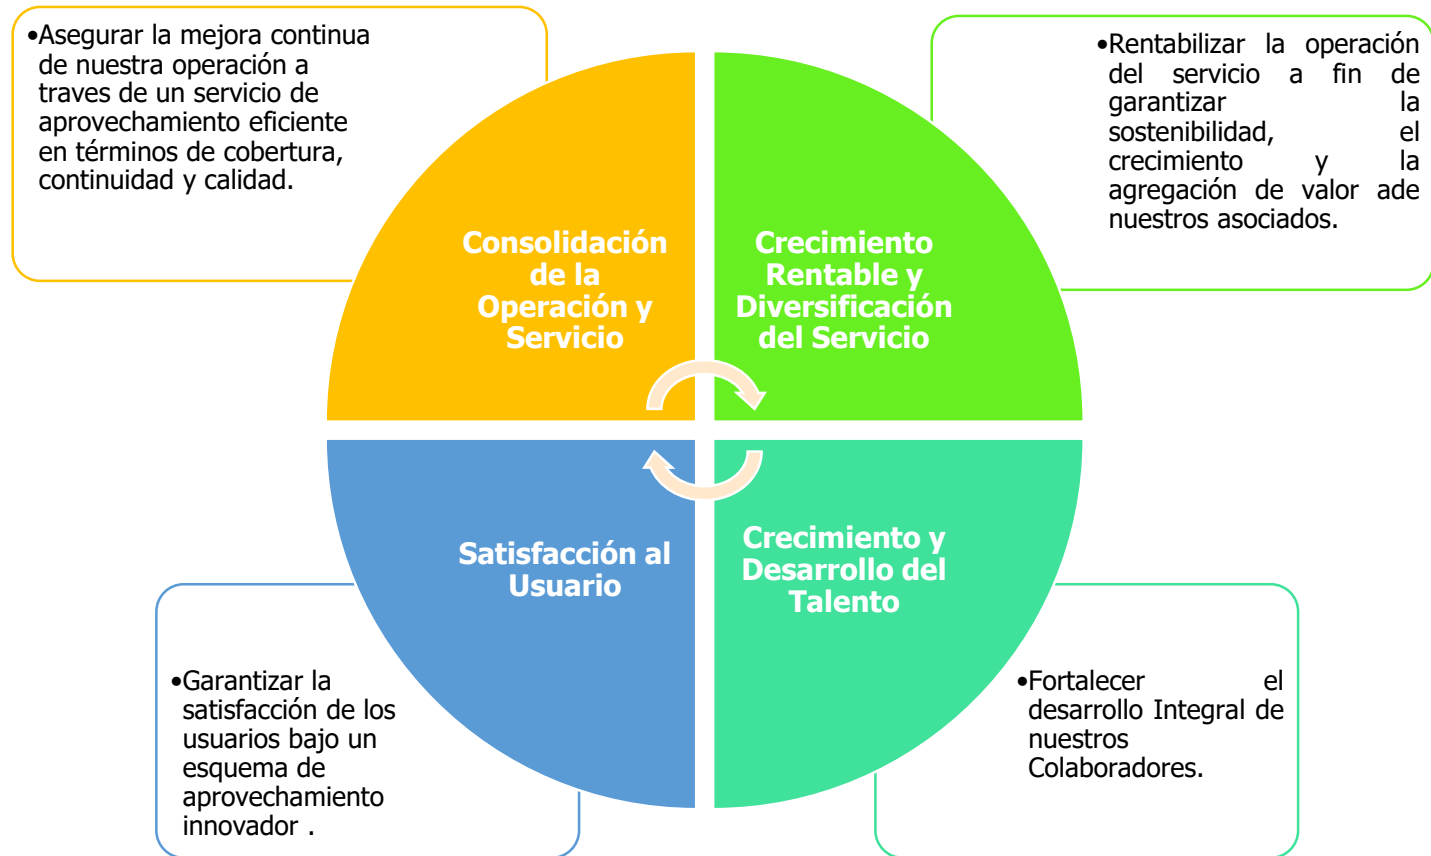 •Asegurar la mejora continua
de nuestra operación a
traves de un servicio de
aprovechamiento eficiente
en términos de cobertura,
continuidad y calidad.
•Rentabilizar la operación
del servicio a fin de
garantizar la
sostenibilidad, el
crecimiento y la
agregación de valor ade
nuestros asociados.
Consolidación
de la
Operación y
Servicio
Crecimiento
Rentable y
Diversificación
del Servicio
Satisfacción al
Usuario
Crecimiento y
Desarrollo del
Talento
•Garantizar la
satisfacción de los
usuarios bajo un
esquema de
aprovechamiento
innovador .
•Fortalecer el
desarrollo Integral de
nuestros
Colaboradores.